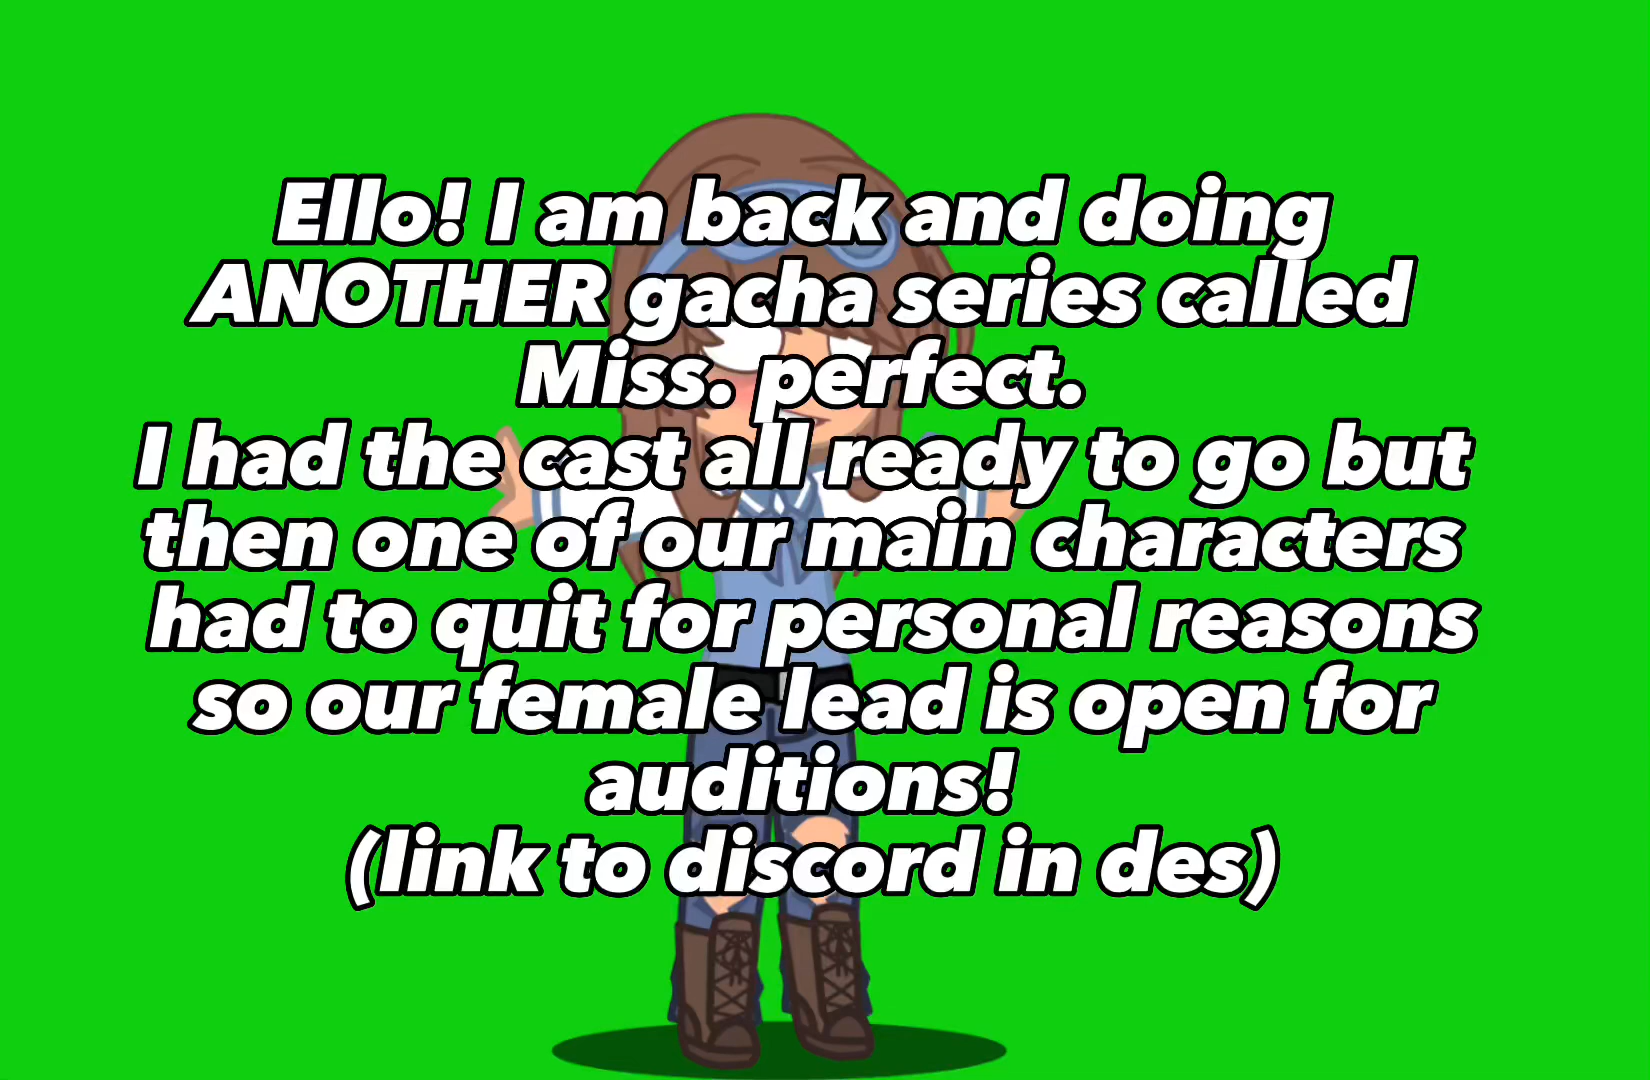 Ello! I am back and doing
ANOTHER gacha series called
Miss. perfect.
I had the cast all ready to go but
then one of our main characters
had to quit for personal reasons
so our female lead is open for
auditions!
(link to discord in des)